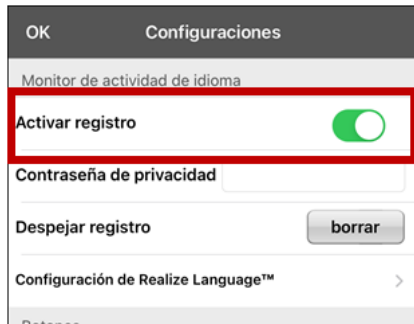 OK Configuraciones
Monitor de actividad de idioma
Activar registro
Contraseña de privacidad
Despejar registro borrar
Configuración de Realize Language™